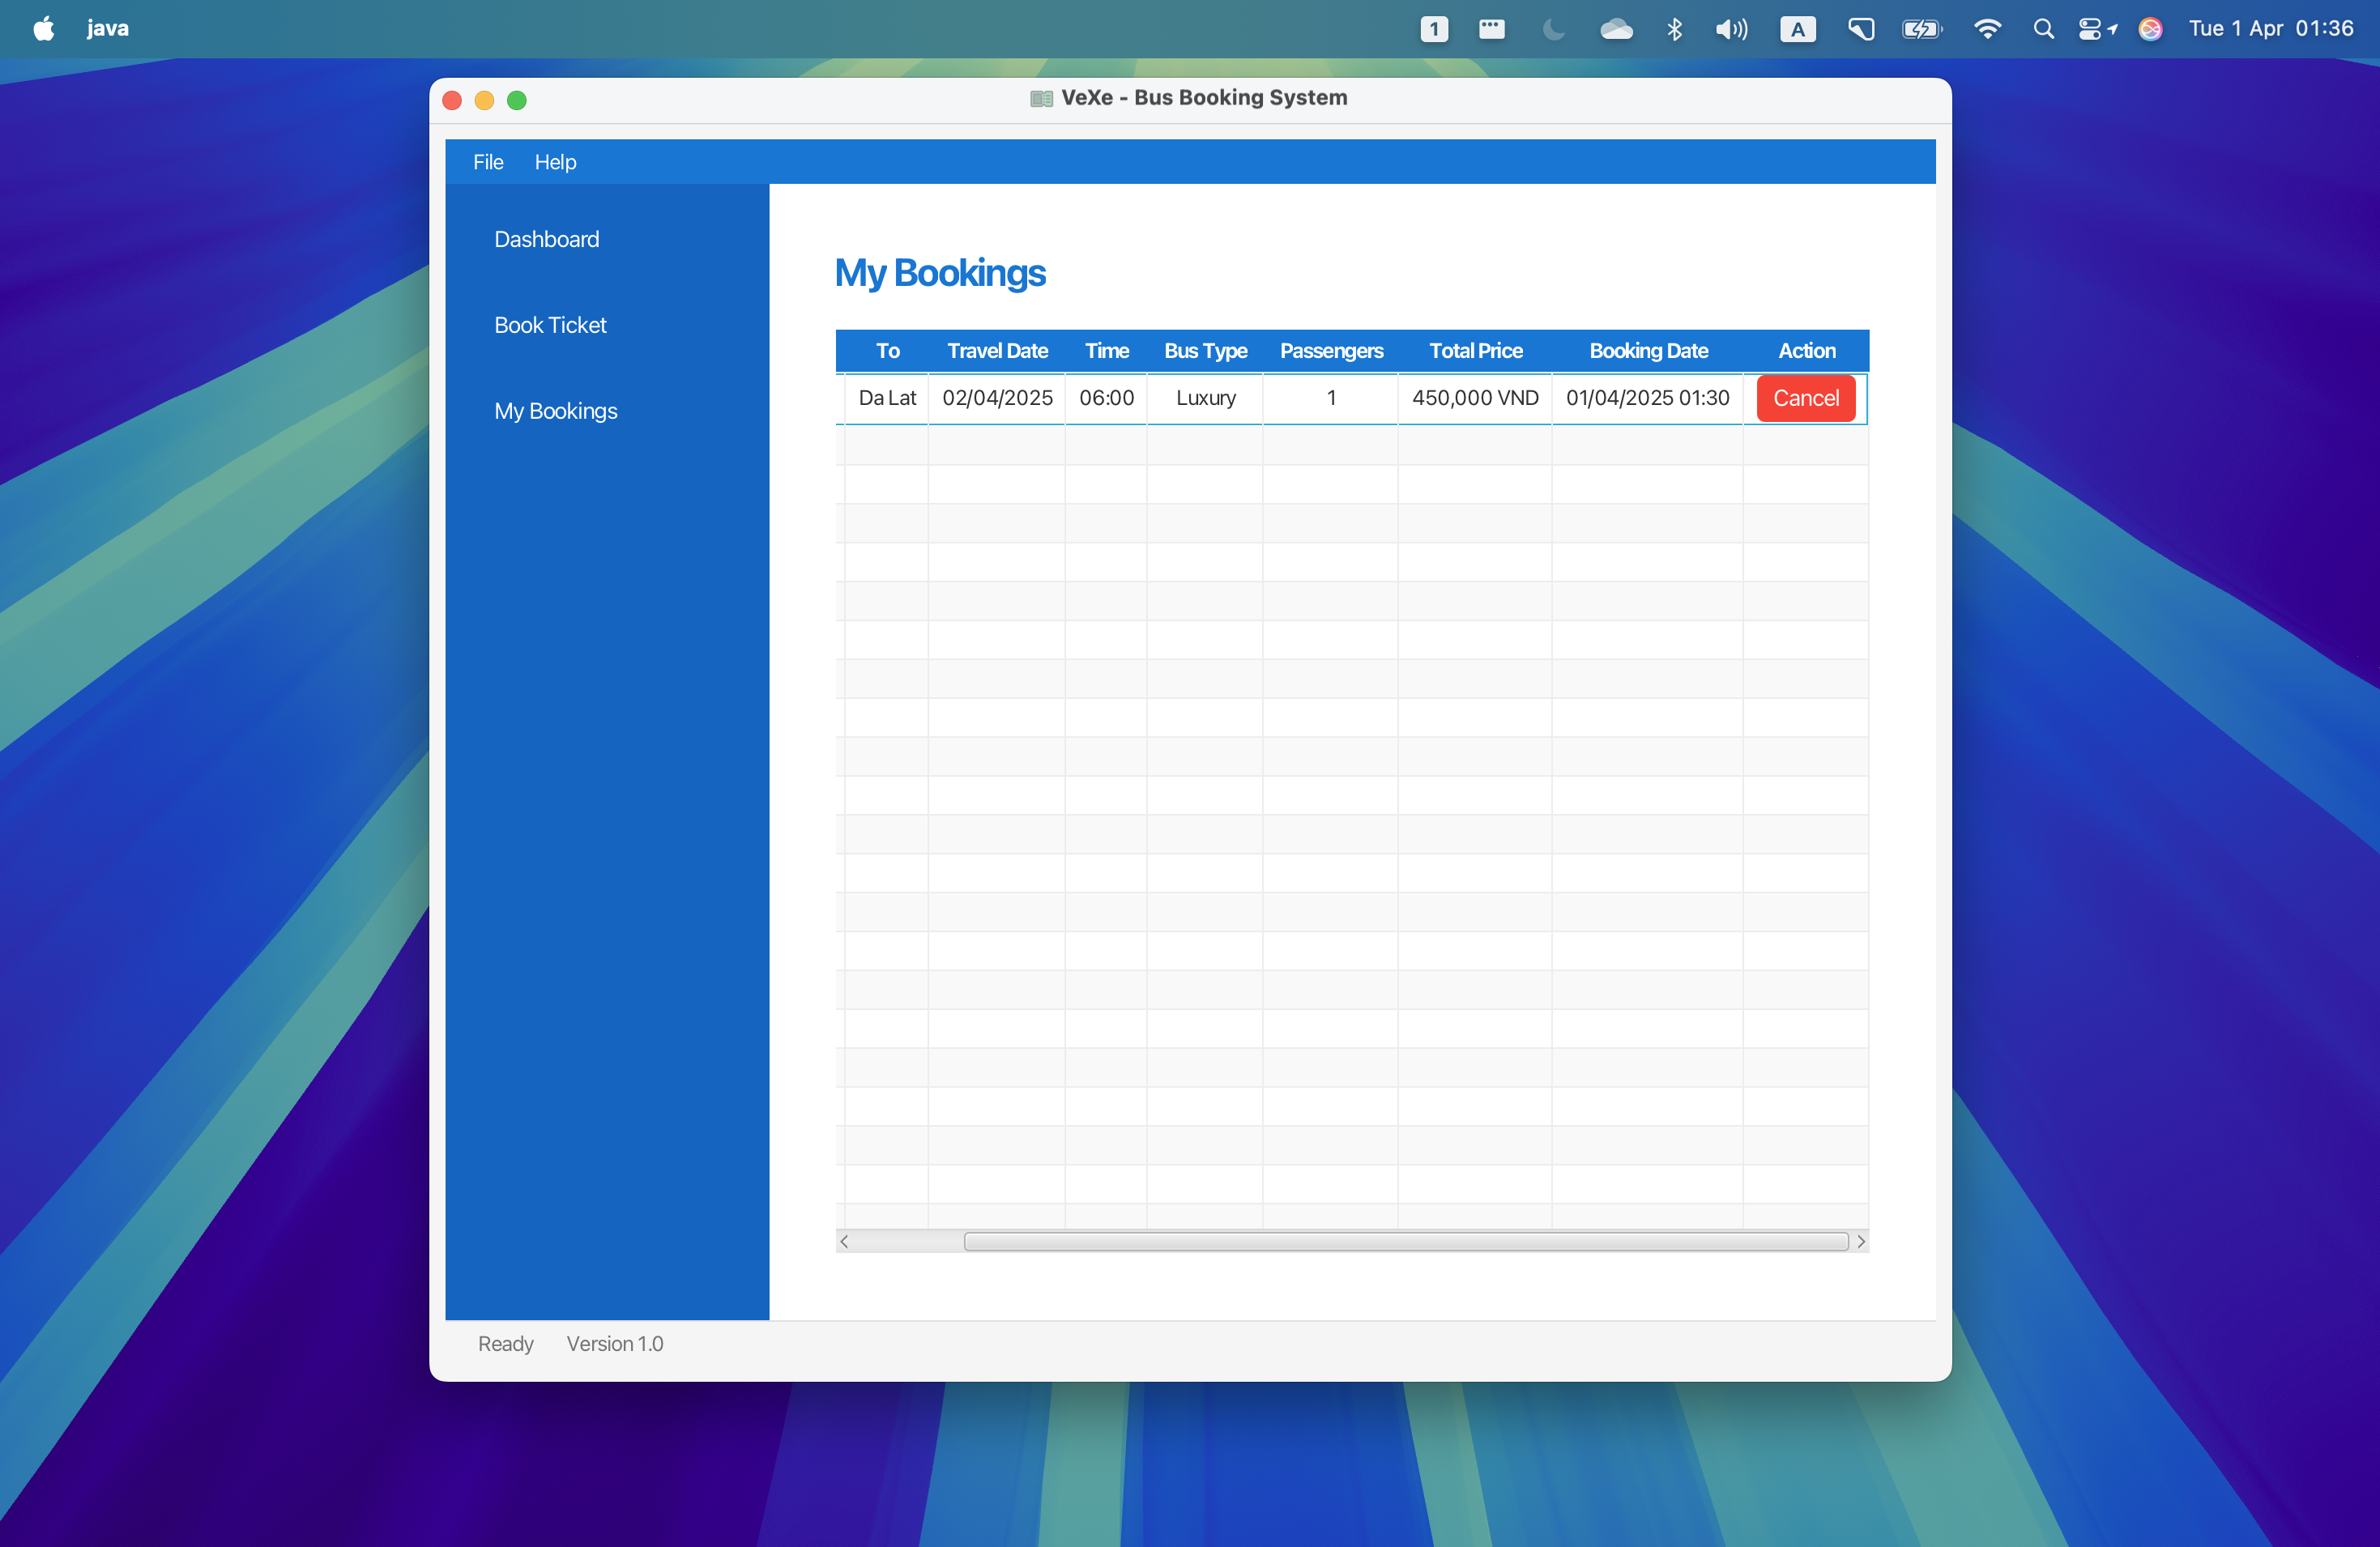 java
1
A
Tue 1 Apr 01:36
VeXe - Bus Booking System
File Help
Dashboard
Book Ticket
My Bookings
My Bookings
To Travel Date Time Bus Type Passengers Total Price Booking Date Action
Da Lat 02/04/2025 06:00 Luxury 1 450,000 VND 01/04/2025 01:30 Cancel
Ready Version 1.0